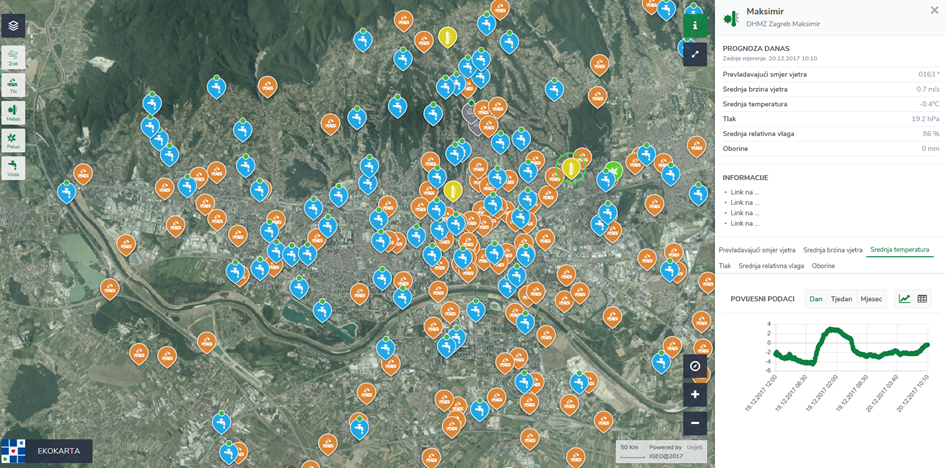 Zrak
Tlo
Meteo
Pelud
Voda
EKOKARTA
50 Km
Powered by
Uvjeti
IGEO@2017
Maksimir
DHMZ Zagreb Maksimir
PROGNOZA DANAS
Zadnje mjerenje: 20.12.2017 10:10
Prevladavajući smjer vjetra 0163 °
Srednja brzina vjetra 0.7 m/s
Srednja temperatura -0.4°C
Tlak 19.2 hPa
Srednja relativna vlaga 86 %
Oborine 0 mm
INFORMACIJE
Link na ...
Link na ...
Link na ...
Link na ...
Prevladavajući smjer vjetra Srednja brzina vjetra Srednja temperatura
Tlak Srednja relativna vlaga Oborine
POVIJESNI PODACI Dan Tjedan Mjesec
4
2
0
-2
-4
-6
19.12.2017 12:00
19.12.2017 06:30
19.12.2017 02:00
19.12.2017 08:30
20.12.2017 03:40
20.12.2017 10:10